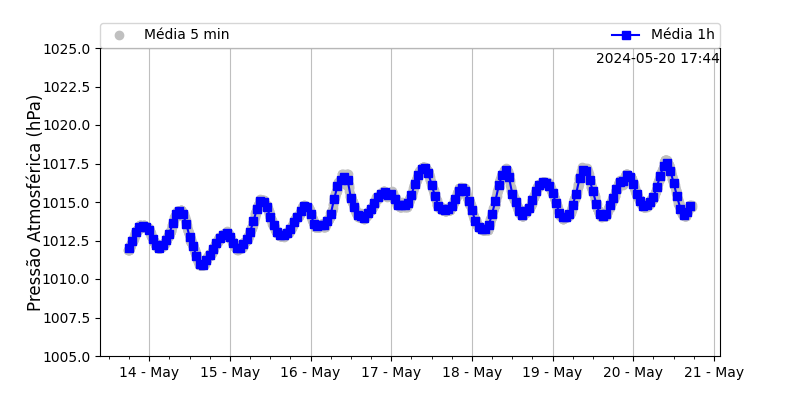 Média 5 min
Média 1h
2024-05-20 17:44
Pressão Atmosférica (hPa)
1025.0
1022.5
1020.0
1017.5
1015.0
1012.5
1010.0
1007.5
1005.0
14 - May 15 - May 16 - May 17 - May 18 - May 19 - May 20 - May 21 - May